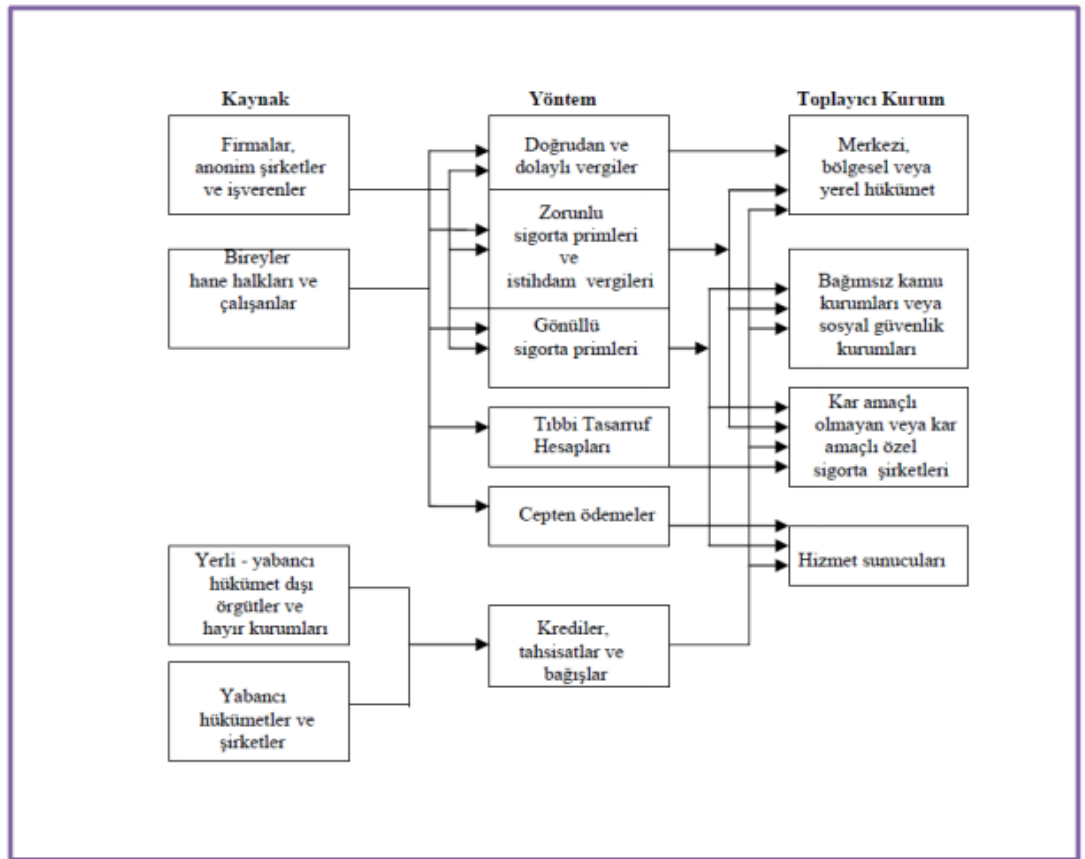 Kaynak
Yöntem
Toplayıcı Kurum
Firmalar,
anonim şirketler
ve işverenler
Doğrudan ve
dolaylı vergiler
Merkezi,
bölgesel veya
yerel hükümet
Zorunlu
sigorta primleri
ve
istihdam vergileri
Bireyler
hane halkları ve
çalışanlar
Bağımsız kamu
kurumları veya
sosyal güvenlik
kurumları
Gönüllü
sigorta primleri
Tıbbi Tasarruf
Hesapları
Kar amaçlı
olmayan veya kar
amaçlı özel
sigorta şirketleri
Cepten ödemeler
Hizmet sunucuları
Yerli - yabancı
hükümet dışı
örgütler ve
hayır kurumları
Krediler,
tahsisatlar ve
bağışlar
Yabancı
hükümetler ve
şirketler